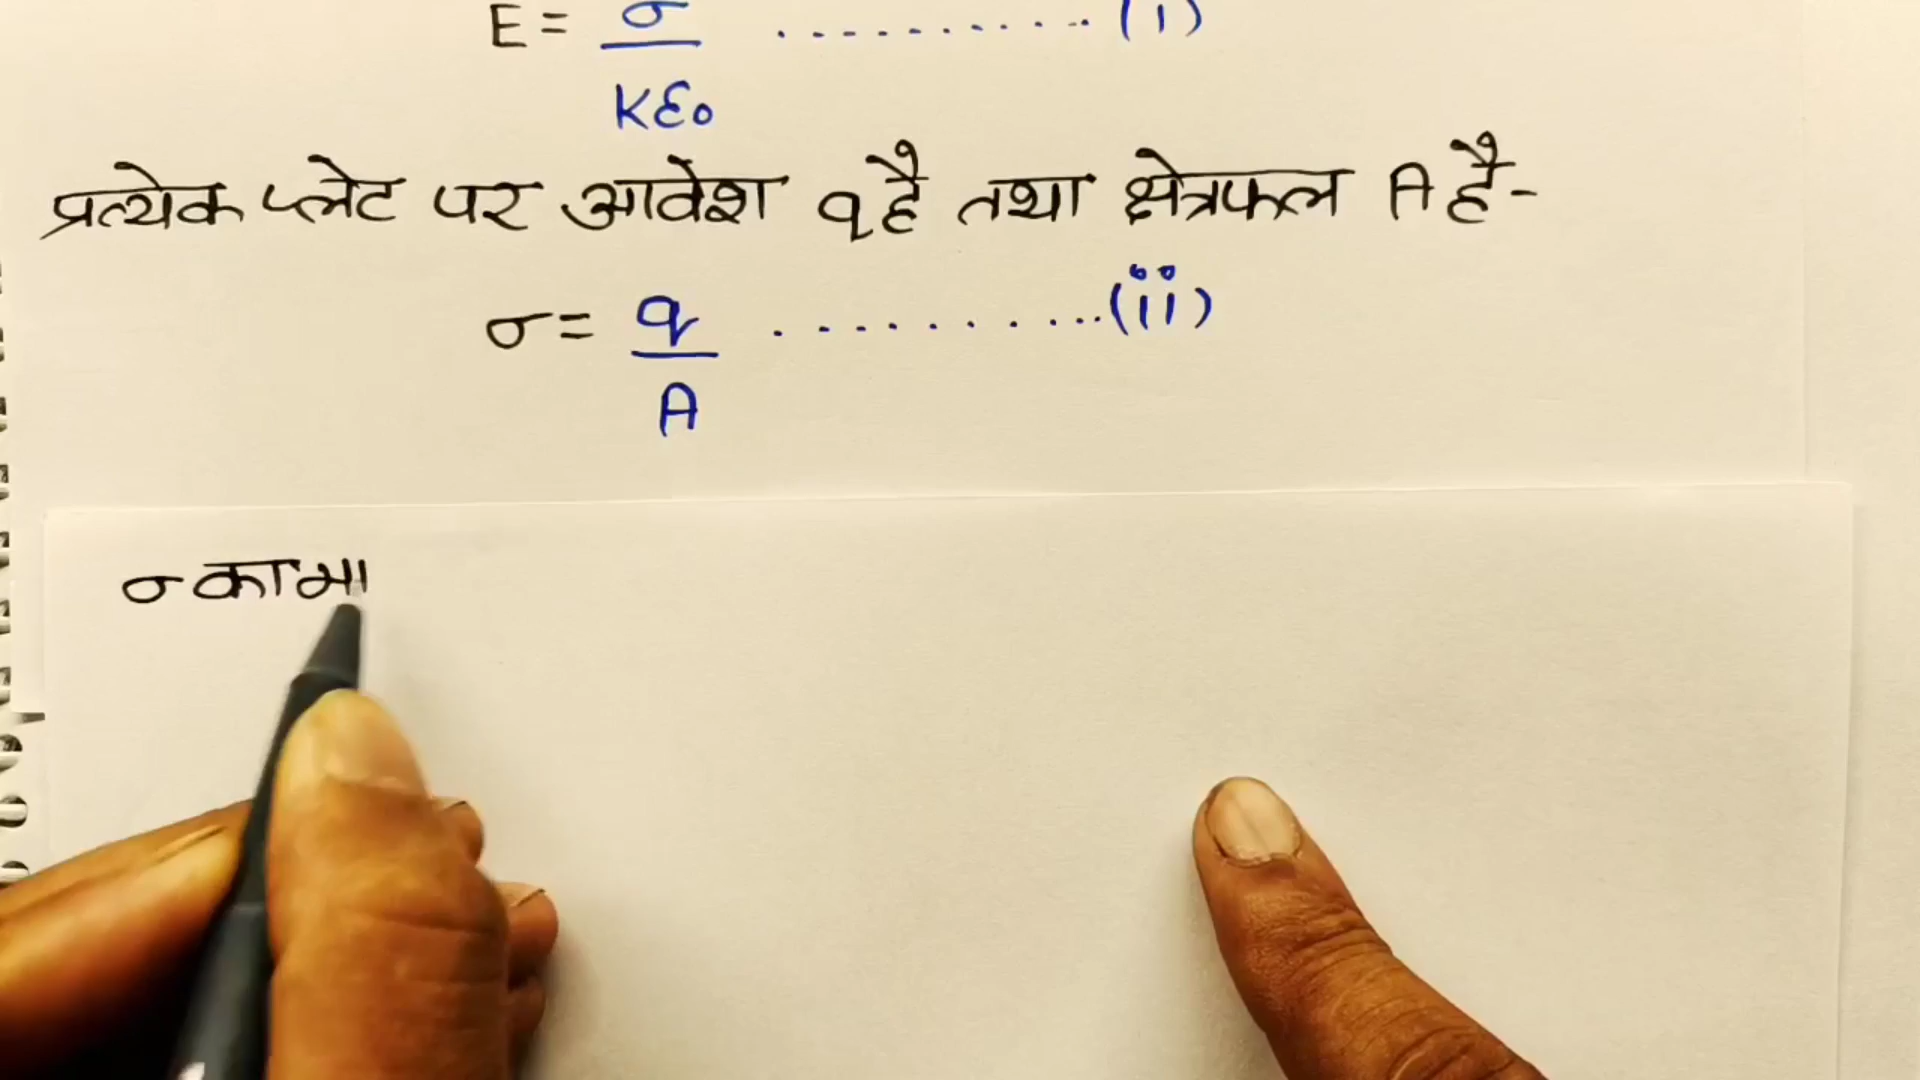 E = σ/Kε₀ ..........(i)
प्रत्येक प्लेट पर आवेश q है तथा क्षेत्रफल A है-
σ = q/A ..........(ii)
σ का मा